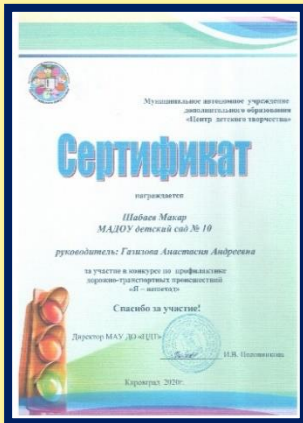 Муниципальное автономное учреждение
дополнительного образования
«Центр детского творчества»
Сертификат
награждается
Шабаев Макар
МАДОУ детский сад № 10
руководитель: Газизова Анастасия Андреевна
за участие в конкурсе по профилактике
дорожно-транспортных происшествий
«Я – пешеход»
Спасибо за участие!
Директор МАУ ДО «ЦДТ»
И.В.
Кировград 2020г.